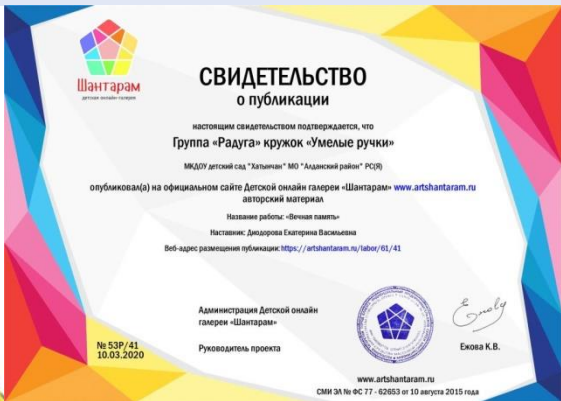 Шантарам
детская онлайн-галерея
СВИДЕТЕЛЬСТВО
о публикации
настоящим свидетельством подтверждается, что
Группа «Радуга» кружок «Умелые ручки»
МКДОУ детский сад "Хатынчан" МО "Алданский район" РС(Я)
опубликовал(а) на официальном сайте Детской онлайн галереи «Шантарам» www.artshantaram.ru
авторский материал
Название работы: «Вечная память»
Наставник: Диодорова Екатерина Васильевна
Веб-адрес размещения публикации: https://artshantaram.ru/labor/61/41
Администрация Детской онлайн
галереи «Шантарам»
№ 53Р/41
10.03.2020
Руководитель проекта
Ежова К.В.
www.artshantaram.ru
СМИ ЭЛ № ФС 77 - 62653 от 10 августа 2015 года